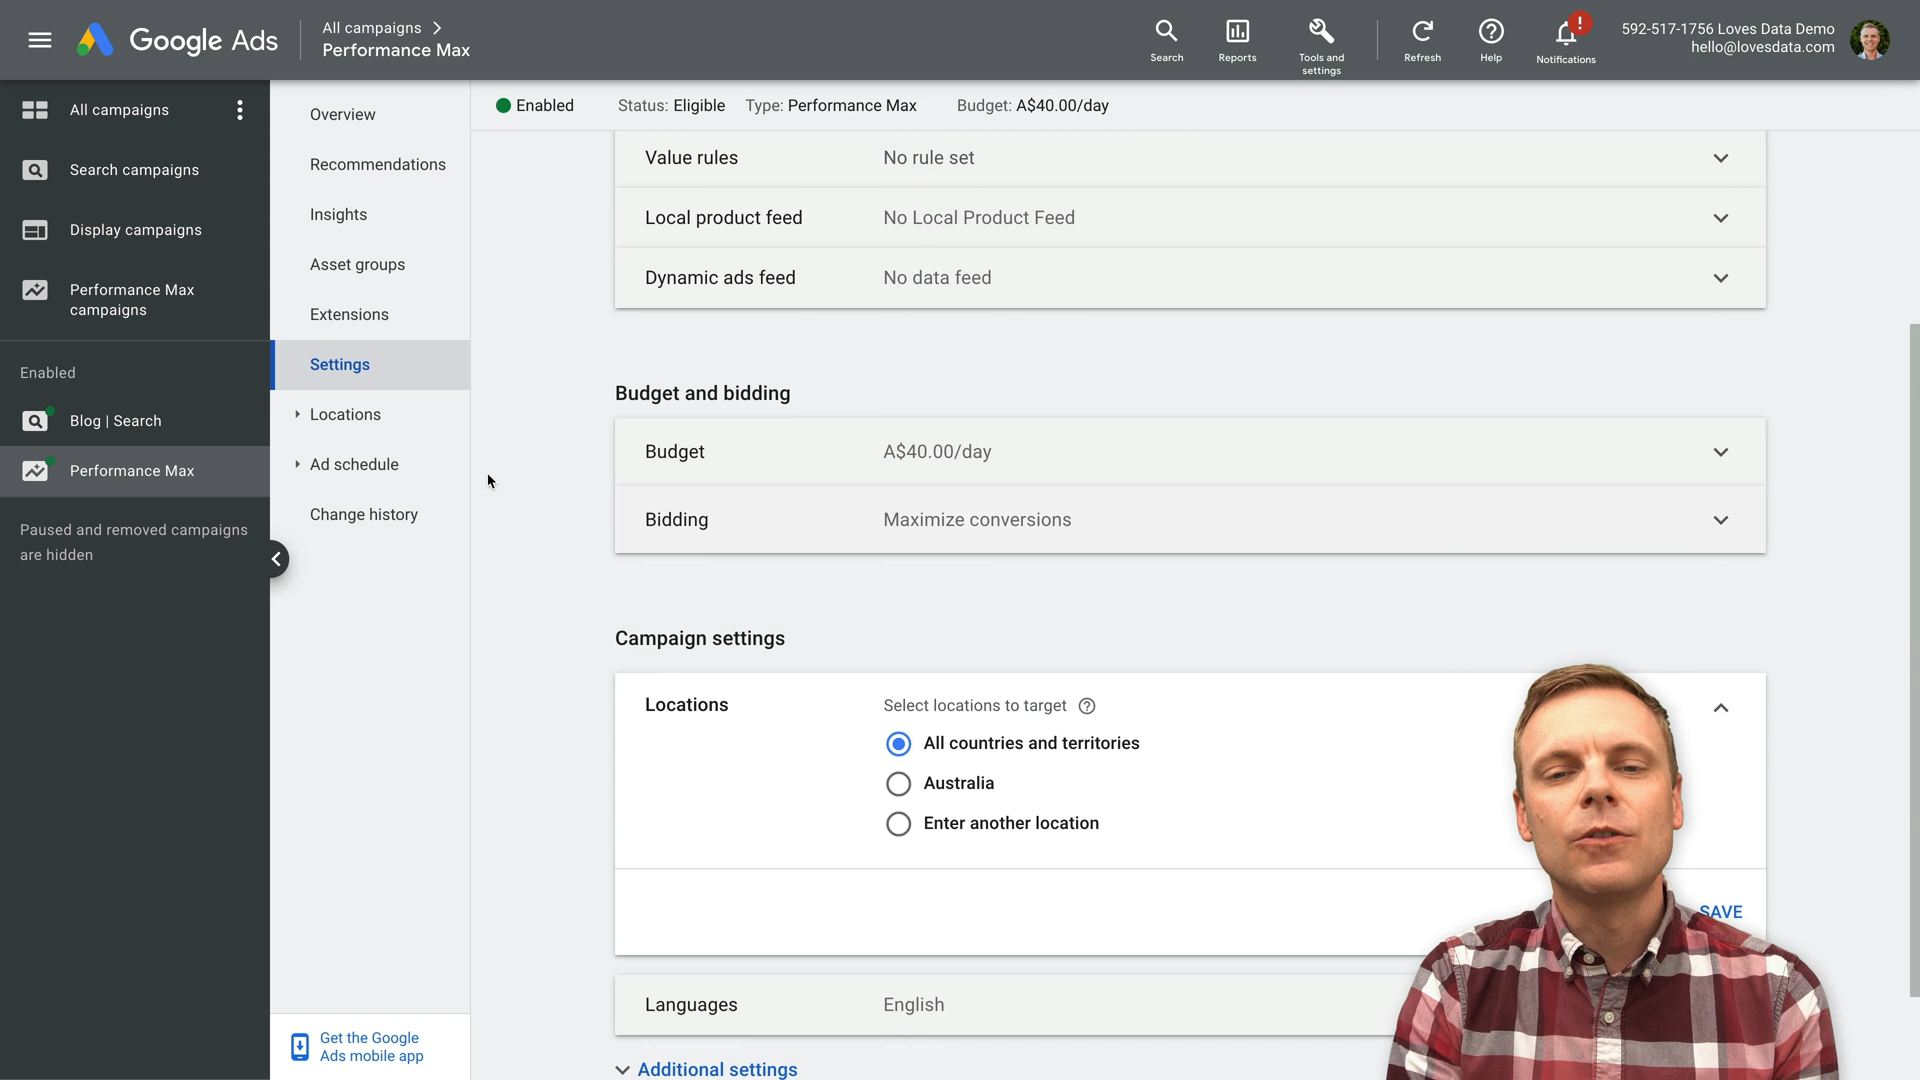 Google Ads
All campaigns
Performance Max
Search
Reports
Tools and
settings
Refresh
Help
!
Notifications
592-517-1756 Loves Data Demo
hello@lovesdata.com
All campaigns
Search campaigns
Display campaigns
Performance Max
campaigns
Enabled
Blog | Search
Performance Max
Paused and removed campaigns
are hidden
Overview
Recommendations
Insights
Asset groups
Extensions
Settings
Locations
Ad schedule
Change history
Get the Google
Ads mobile app
Enabled Status: Eligible Type: Performance Max Budget: A$40.00/day
Value rules No rule set
Local product feed No Local Product Feed
Dynamic ads feed No data feed
Budget and bidding
Budget A$40.00/day
Bidding Maximize conversions
Campaign settings
Locations Select locations to target
All countries and territories
Australia
Enter another location
SAVE
Languages English
Additional settings